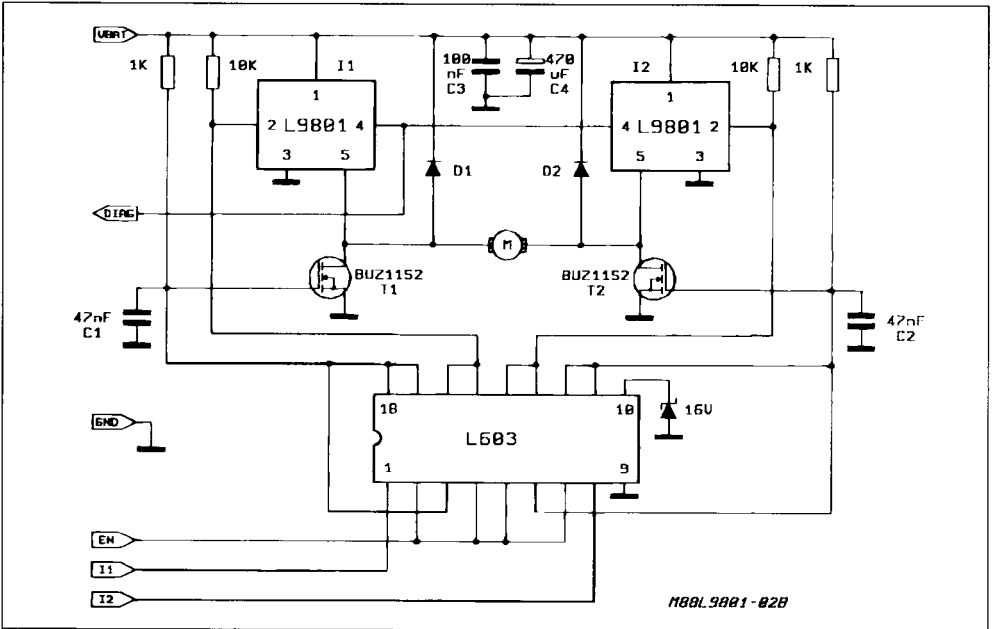 VBAT
1K
10K
I1
100
nF
C3
470
uF
C4
I2
10K
1K
1
2
L9801
4
3
5
1
4
L9801
2
5
3
D1
D2
DIAG
M
BUZ11S2
T1
BUZ11S2
T2
47nF
C1
47nF
C2
18
10
16V
L603
GND
1
9
EN
I1
I2
M88L9801-02B